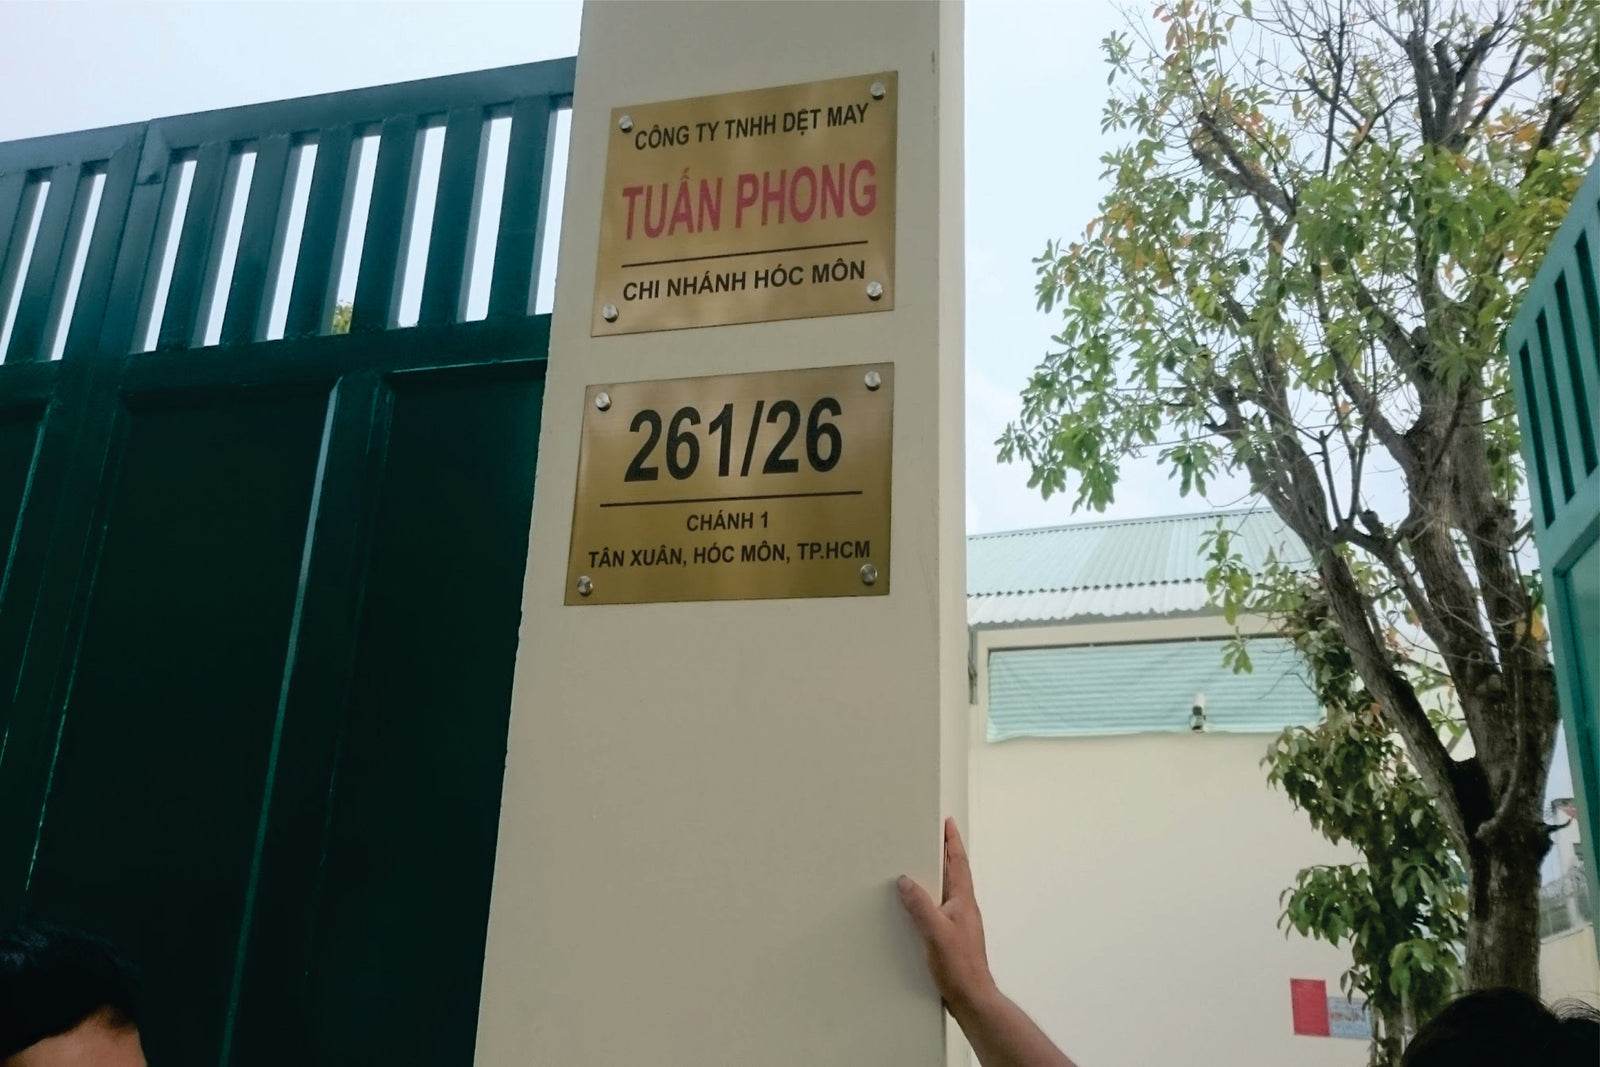 CÔNG TY TNHH DỆT MAY
TUẤN PHONG
CHI NHÁNH HÓC MÔN
261/26
CHÁNH 1
TÂN XUÂN, HÓC MÔN, TP.HCM